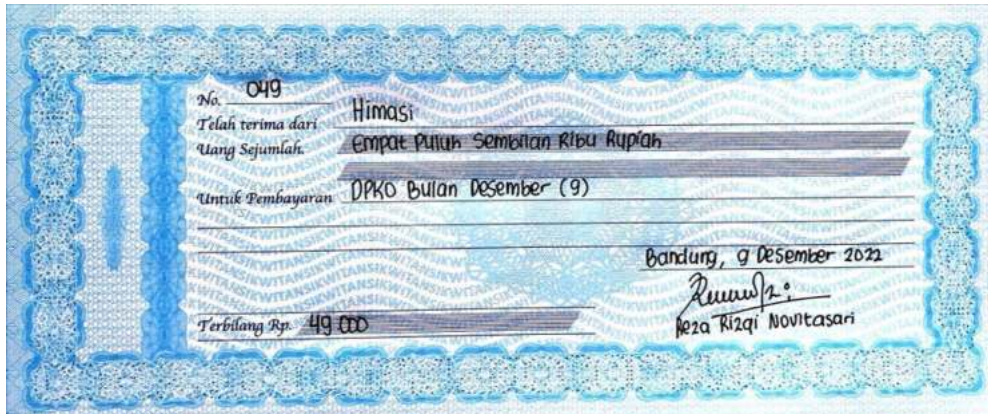 No. 049
Telah terima dari Himasi
Uang Sejumlah. Empat Puluh Sembilan Ribu Rupiah
Untuk Pembayaran DPKO Bulan Desember (9)
Bandung, 9 Desember 2022
Terbilang Rp. 49.000
Reza Rizqi Novitasari